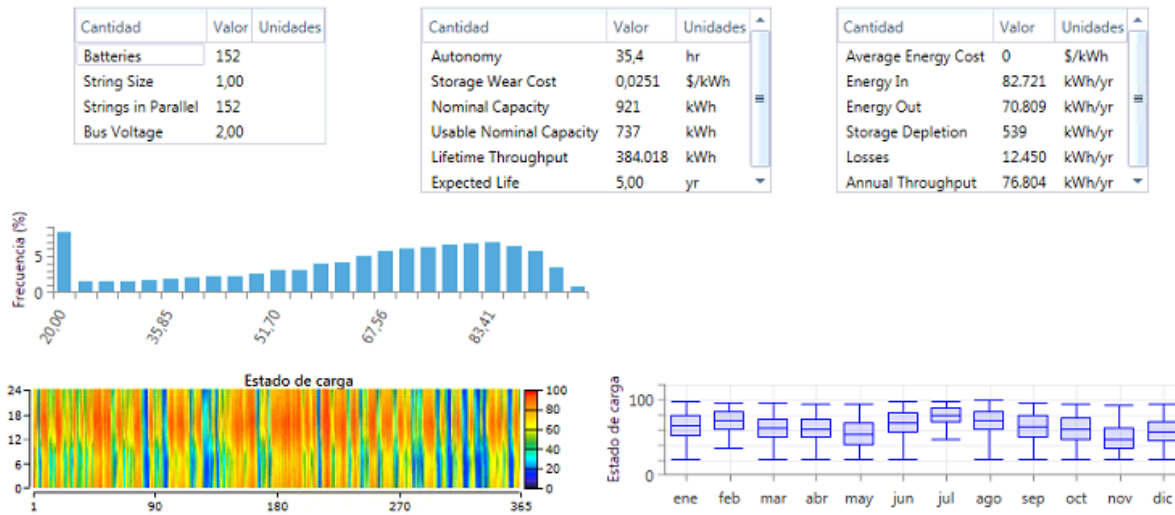 Cantidad Valor Unidades
Batteries 152
String Size 1,00
Strings in Parallel 152
Bus Voltage 2,00
Cantidad Valor Unidades
Autonomy 35,4 hr
Storage Wear Cost 0,0251 $/kWh
Nominal Capacity 921 kWh
Usable Nominal Capacity 737 kWh
Lifetime Throughput 384.018 kWh
Expected Life 5,00 yr
Cantidad Valor Unidades
Average Energy Cost 0 $/kWh
Energy In 82.721 kWh/yr
Energy Out 70.809 kWh/yr
Storage Depletion 539 kWh/yr
Losses 12.450 kWh/yr
Annual Throughput 76.804 kWh/yr
Frecuencia (%)
5
0
20,00 35,85 51,70 67,56 83,41
Estado de carga
24
18
12
6
0
1 90 180 270 365
100
80
60
40
20
0
Estado de carga
100
0
ene feb mar abr may jun jul ago sep oct nov dic